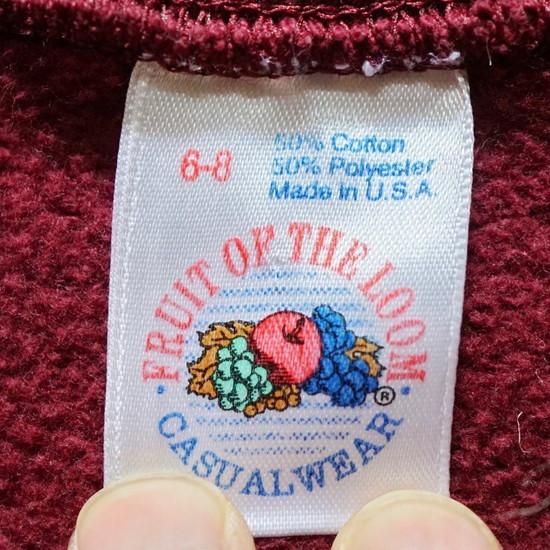 6-8
50% Cotton
50% Polyester
Made in U.S.A.
FRUIT OF THE LOOM
®
CASUALWEAR